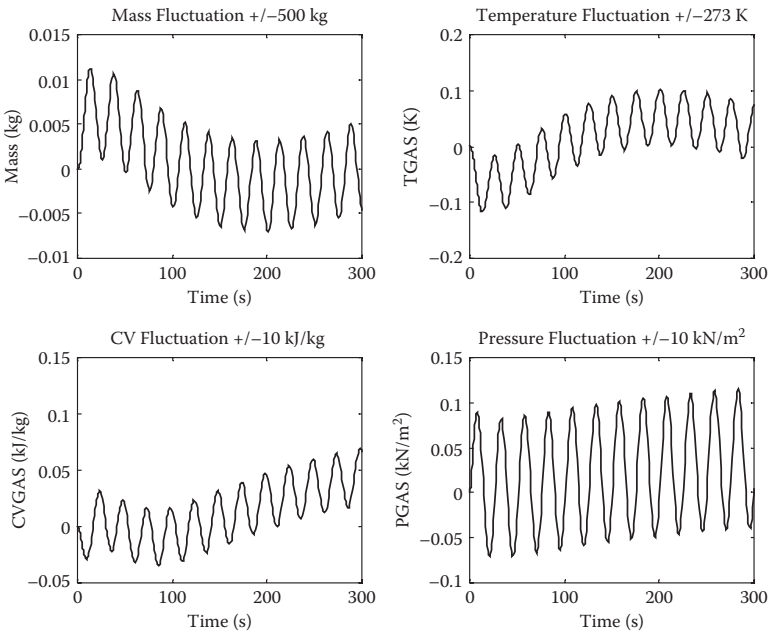 Mass Fluctuation +/−500 kg
0.015
0.01
0.005
0
−0.005
−0.01
Mass (kg)
0 100 200 300
Time (s)
Temperature Fluctuation +/−273 K
0.2
0.1
0
−0.1
−0.2
TGAS (K)
0 100 200 300
Time (s)
CV Fluctuation +/−10 kJ/kg
0.15
0.1
0.05
0
−0.05
CVGAS (kJ/kg)
0 100 200 300
Time (s)
Pressure Fluctuation +/−10 kN/m²
0.15
0.1
0.05
0
−0.05
−0.1
PGAS (kN/m²)
0 100 200 300
Time (s)